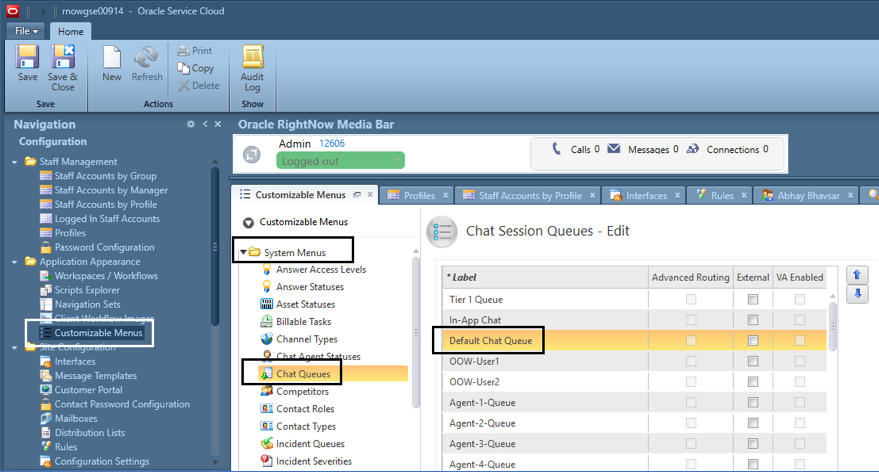 rnowgse00914 - Oracle Service Cloud
File
Home
Save
Save & Close
New
Refresh
Print
Copy
Delete
Audit Log
Save
Actions
Show
Navigation
Configuration
Staff Management
Staff Accounts by Group
Staff Accounts by Manager
Staff Accounts by Profile
Logged In Staff Accounts
Profiles
Password Configuration
Application Appearance
Workspaces / Workflows
Scripts Explorer
Navigation Sets
Client Workflow Images
Customizable Menus
Site Configuration
Interfaces
Message Templates
Customer Portal
Contact Password Configuration
Mailboxes
Distribution Lists
Rules
Configuration Settings
Oracle RightNow Media Bar
Admin 12606
Logged out
Calls 0 Messages 0 Connections 0
Customizable Menus
Profiles
Staff Accounts by Profile
Interfaces
Rules
Abhay Bhavsar
Customizable Menus
System Menus
Answer Access Levels
Answer Statuses
Asset Statuses
Billable Tasks
Channel Types
Chat Agent Statuses
Chat Queues
Competitors
Contact Roles
Contact Types
Incident Queues
Incident Severities
Chat Session Queues - Edit
* Label Advanced Routing External VA Enabled
Tier 1 Queue
In-App Chat
Default Chat Queue
OOW-User1
OOW-User2
Agent-1-Queue
Agent-2-Queue
Agent-3-Queue
Agent-4-Queue